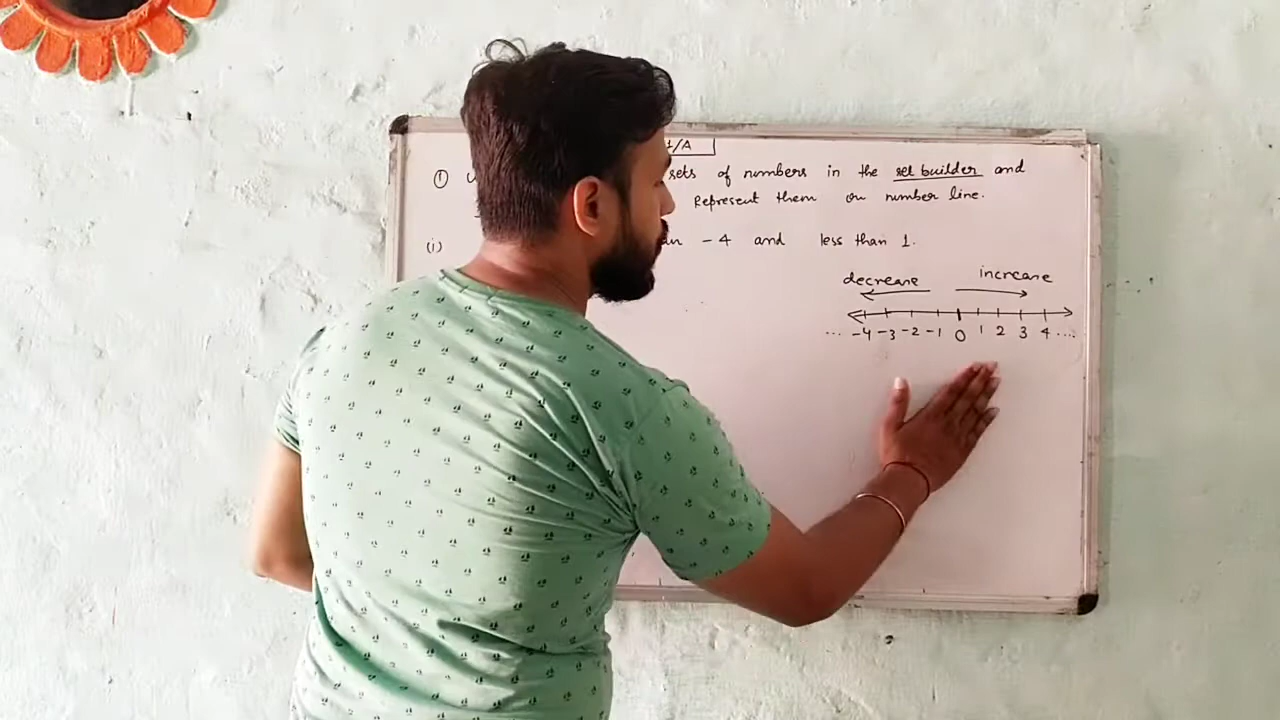 1/A
① sets of numbers in the set builder and
Represent them on number line.
(i) -4 and less than 1.
decrease increase
... -4 -3 -2 -1 0 1 2 3 4 ....